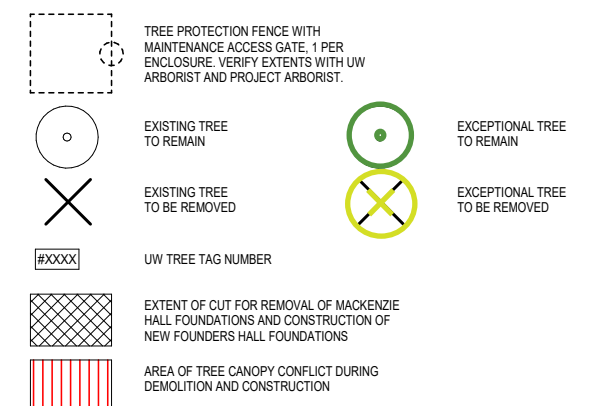 TREE PROTECTION FENCE WITH
MAINTENANCE ACCESS GATE, 1 PER
ENCLOSURE. VERIFY EXTENTS WITH UW
ARBORIST AND PROJECT ARBORIST.
EXISTING TREE
TO REMAIN
EXCEPTIONAL TREE
TO REMAIN
EXISTING TREE
TO BE REMOVED
EXCEPTIONAL TREE
TO BE REMOVED
#XXXX
UW TREE TAG NUMBER
EXTENT OF CUT FOR REMOVAL OF MACKENZIE
HALL FOUNDATIONS AND CONSTRUCTION OF
NEW FOUNDERS HALL FOUNDATIONS
AREA OF TREE CANOPY CONFLICT DURING
DEMOLITION AND CONSTRUCTION